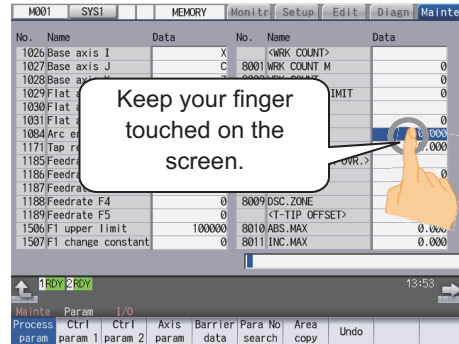 M001 SYS1 MEMORY Monitr Setup Edit Diagn Mainte
No. Name Data No. Name Data
1026 Base axis I X <WRK COUNT>
1027 Base axis J C 8001 WRK COUNT M 0
1028 Base axis
1029 Flat IMIT 0
1030 Flat
1031 Flat 0
1084 Arc
1171 Tap .000
1185 Feedra OVR.>
1186 Feedra 0
1187 Feedra
1188 Feedrate F4 0 8009 DSC.ZONE
1189 Feedrate F5 0 <T-TIP OFFSET>
1506 F1 upper limit 100000 8010 ABS.MAX 0.000
1507 F1 change constant 0 8011 INC.MAX 0.000
Keep your finger
touched on the
screen.
1RDY 2RDY 13:53
Mainte Param I/O
Process param Ctrl param 1 Ctrl param 2 Axis param Barrier data Para No search Area copy Undo